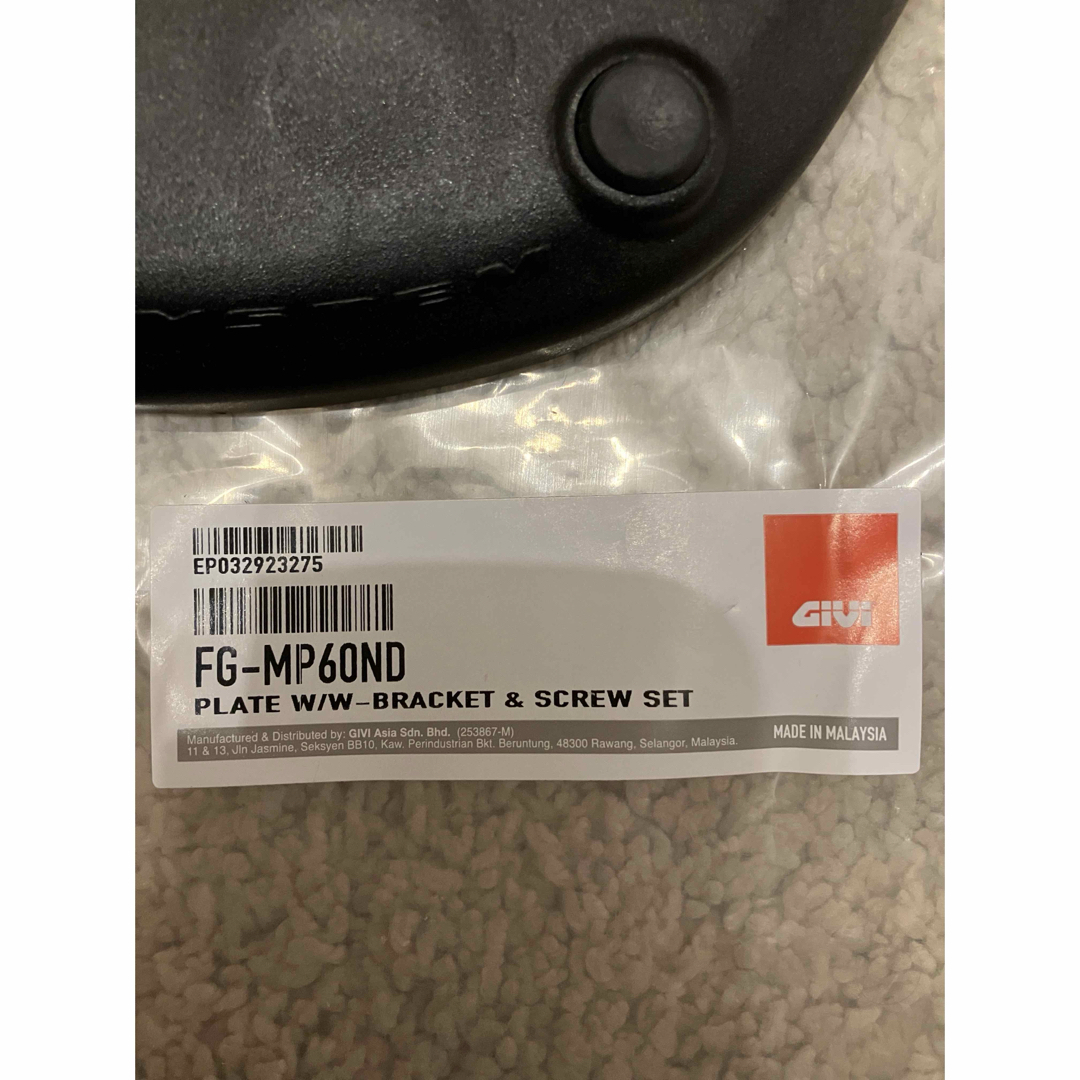 EP032923275
GiVi
FG-MP60ND
PLATE W/W-BRACKET & SCREW SET
Manufactured & Distributed by: GIVI Asia Sdn. Bhd. (253867-M)
11 & 13, Jln Jasmine, Seksyen BB10, Kaw. Perindustrian Bkt. Beruntung, 48300 Rawang, Selangor, Malaysia.
MADE IN MALAYSIA